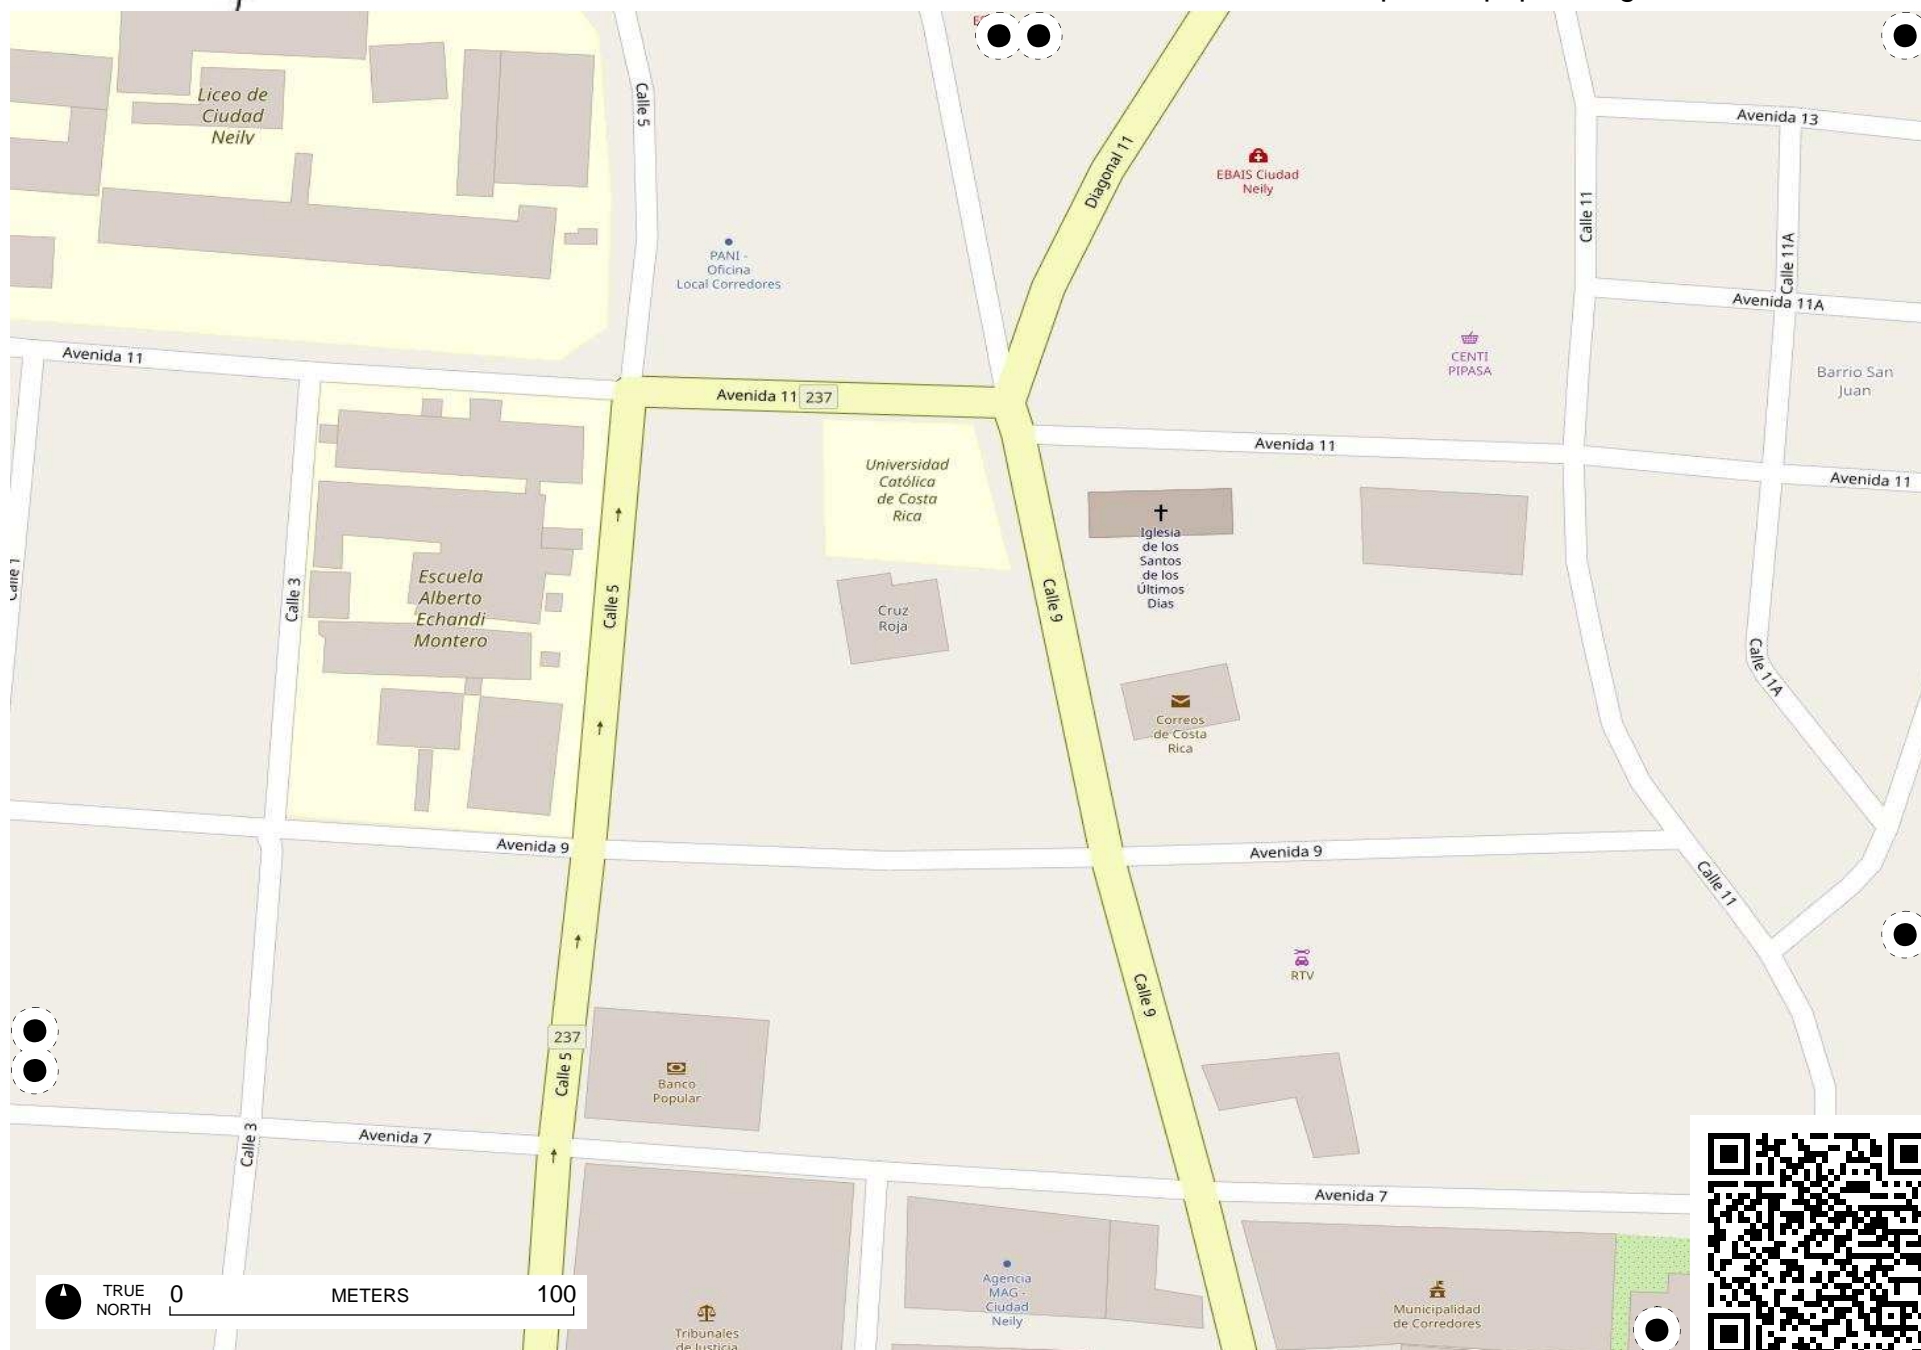 Liceo de
Ciudad
Neily
Calle 5
PANI -
Oficina
Local Corredores
Diagonal 11
EBAIS Ciudad
Neily
Avenida 13
Calle 11
Calle 11A
Avenida 11A
CENTI
PIPASA
Barrio San
Juan
Avenida 11
Avenida 11
237
Avenida 11
Avenida 11
Universidad
Católica
de Costa
Rica
Iglesia
de los
Santos
de los
Últimos
Días
Calle 1
Calle 3
Escuela
Alberto
Echandi
Montero
Calle 5
Cruz
Roja
Calle 9
Correos
de Costa
Rica
Calle 11A
Avenida 9
Avenida 9
Calle 11
RTV
Calle 9
237
Calle 5
Banco
Popular
Calle 3
Avenida 7
Avenida 7
TRUE
NORTH
0
METERS
100
Agencia
MAG -
Ciudad
Neily
Municipalidad
de Corredores
Tribunales
de Justicia